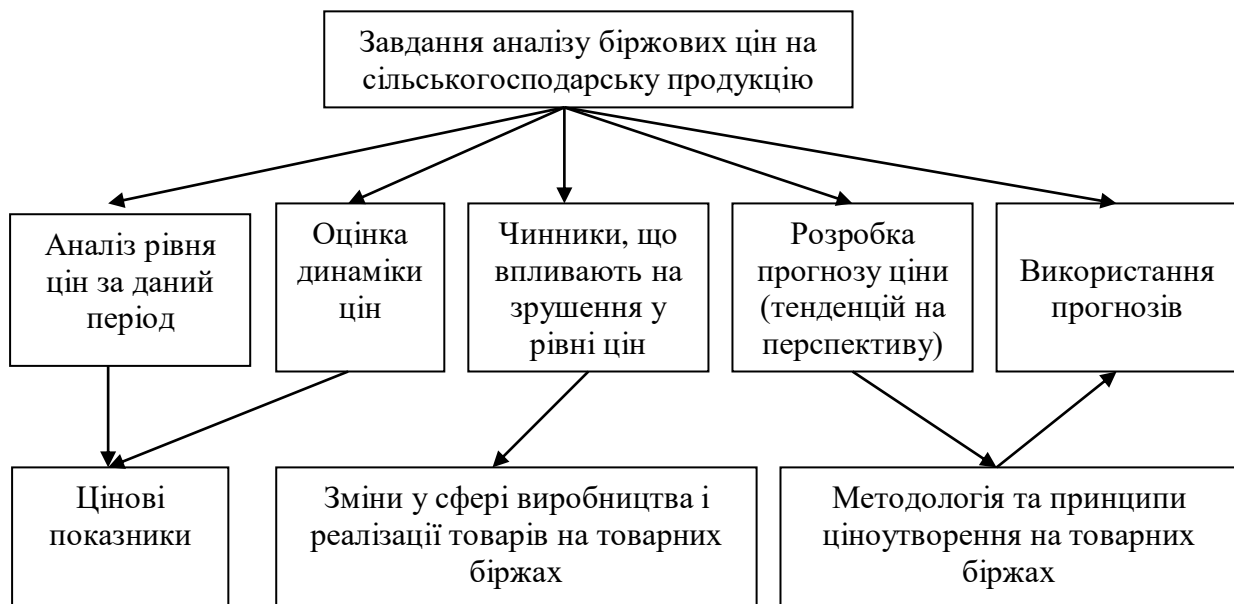 Завдання аналізу біржових цін на
сільськогосподарську продукцію
Аналіз рівня
цін за даний
період
Оцінка
динаміки
цін
Чинники, що
впливають на
зрушення у
рівні цін
Розробка
прогнозу ціни
(тенденцій на
перспективу)
Використання
прогнозів
Цінові
показники
Зміни у сфері виробництва і
реалізації товарів на товарних
біржах
Методологія та принципи
ціноутворення на товарних
біржах